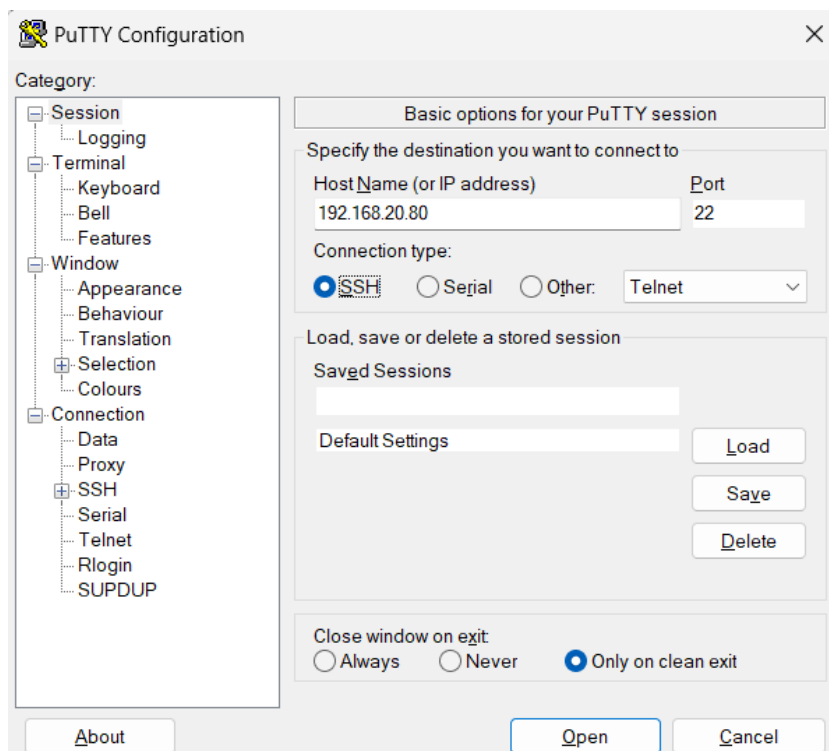 PuTTY Configuration
Category:
Session
Logging
Terminal
Keyboard
Bell
Features
Window
Appearance
Behaviour
Translation
Selection
Colours
Connection
Data
Proxy
SSH
Serial
Telnet
Rlogin
SUPDUP
Basic options for your PuTTY session
Specify the destination you want to connect to
Host Name (or IP address) Port
192.168.20.80 22
Connection type:
SSH Serial Other: Telnet
Load, save or delete a stored session
Saved Sessions
Default Settings
Load
Save
Delete
Close window on exit:
Always Never Only on clean exit
About Open Cancel